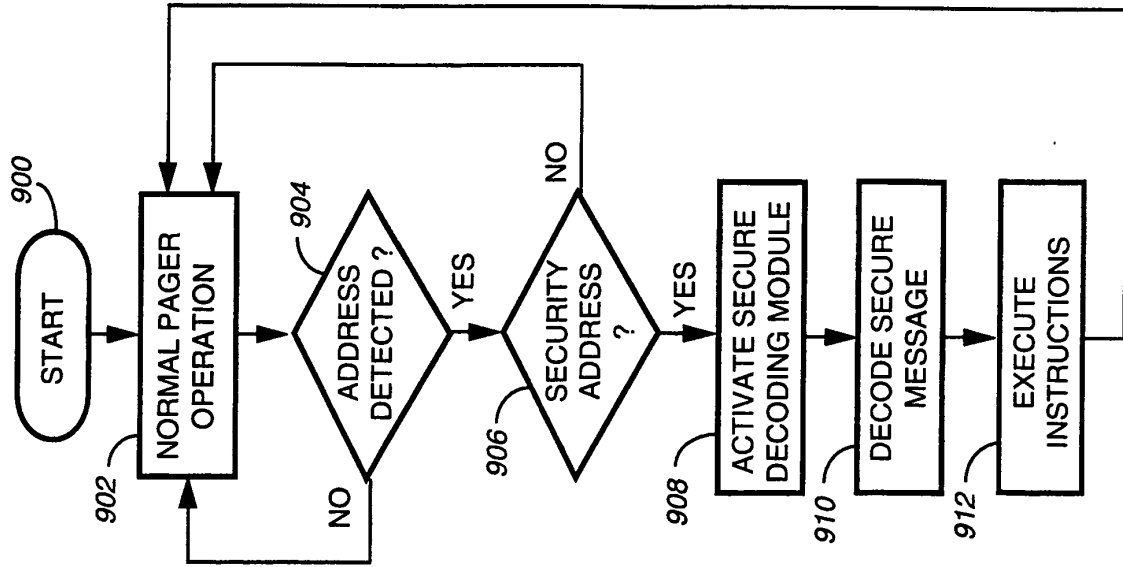 900
START
902
NORMAL PAGER
OPERATION
904
ADDRESS
DETECTED ?
NO
YES
906
SECURITY
ADDRESS
?
NO
YES
908
ACTIVATE SECURE
DECODING MODULE
910
DECODE SECURE
MESSAGE
912
EXECUTE
INSTRUCTIONS